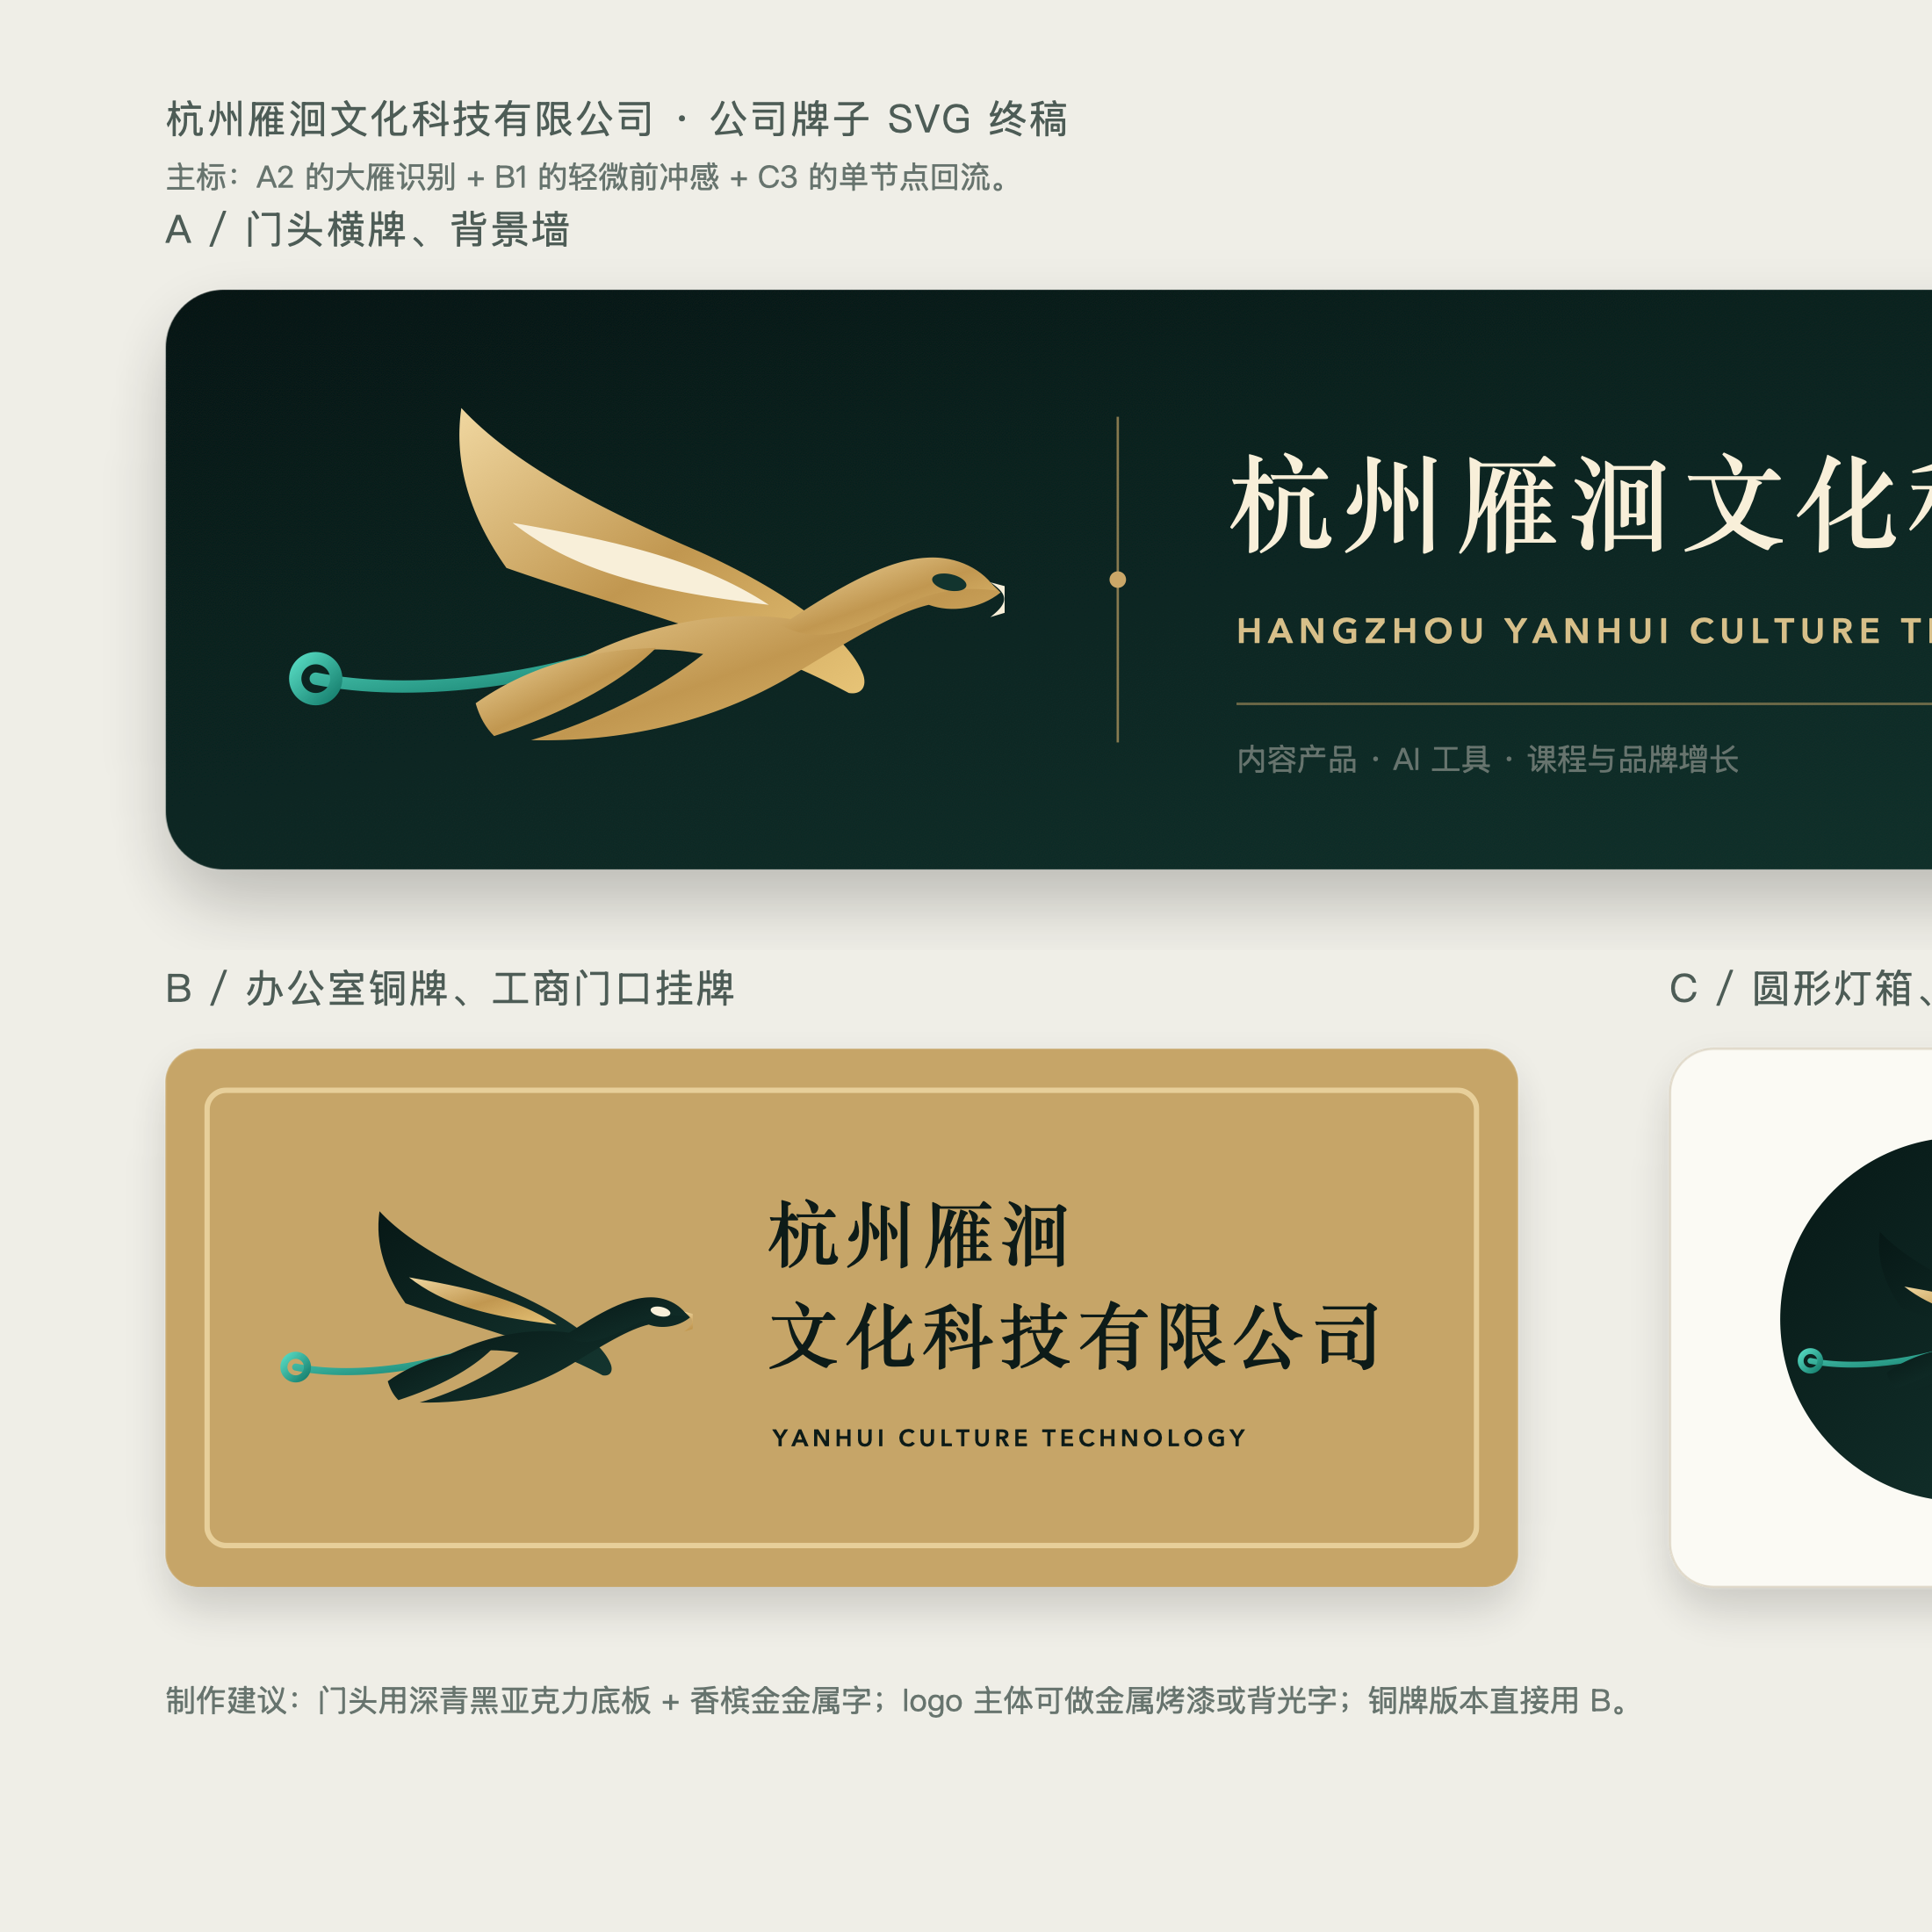 杭州雁洄文化科技有限公司 · 公司牌子 SVG 终稿
主标：A2 的大雁识别 + B1 的轻微前冲感 + C3 的单节点回流。
A / 门头横牌、背景墙
杭州雁洄文化
HANGZHOU YANHUI CULTURE
内容产品 · AI 工具 · 课程与品牌增长
B / 办公室铜牌、工商门口挂牌
C / 圆形灯箱、
杭州雁洄
文化科技有限公司
YANHUI CULTURE TECHNOLOGY
制作建议：门头用深青黑亚克力底板 + 香槟金金属字；logo 主体可做金属烤漆或背光字；铜牌版本直接用 B。